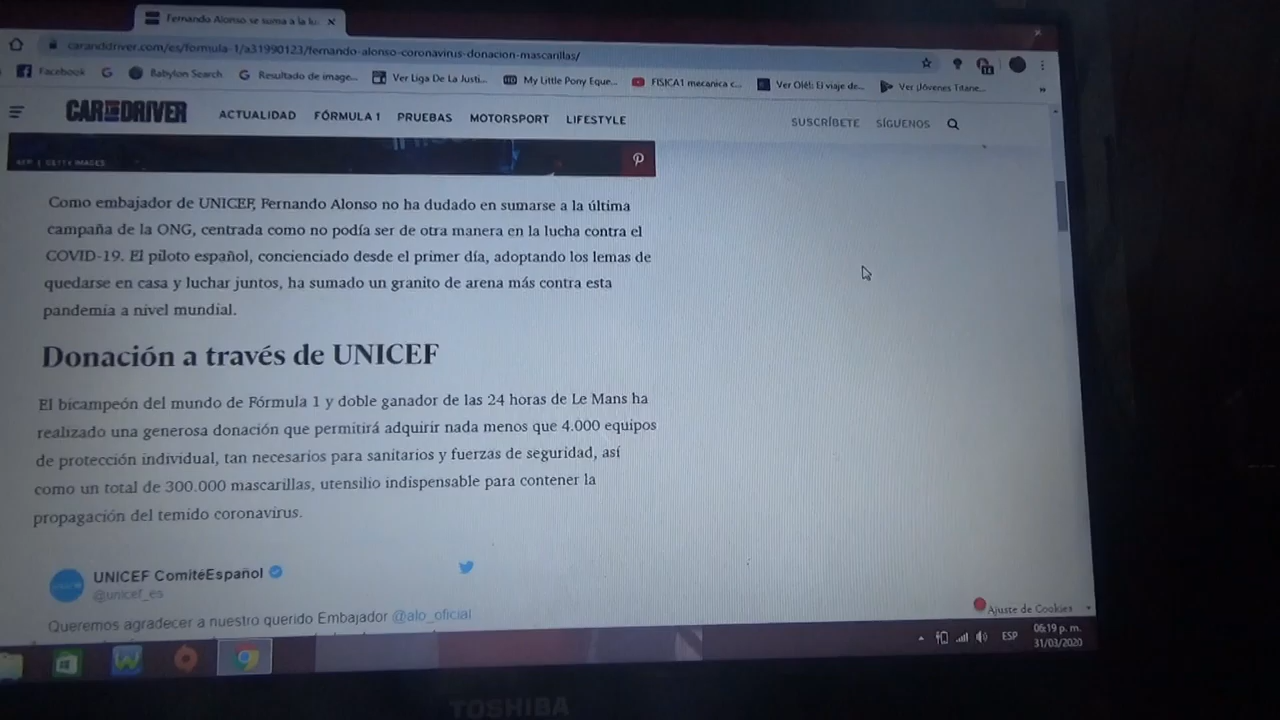 Fernando Alonso se suma a la lu
caranddriver.com/es/formula-1/a31990123/fernando-alonso-coronavirus-donacion-mascarillas/
Facebook
Babylon Search
Resultado de image...
Ver Liga De La Justi...
My Little Pony Eque...
FISICA1 mecanica c...
Ver Olé!: El viaje de...
Ver ¡Jóvenes Titane...
CAR AND DRIVER
ACTUALIDAD FÓRMULA 1 PRUEBAS MOTORSPORT LIFESTYLE
SUSCRÍBETE SÍGUENOS
GETTY IMAGES
Como embajador de UNICEF, Fernando Alonso no ha dudado en sumarse a la última
campaña de la ONG, centrada como no podía ser de otra manera en la lucha contra el
COVID-19. El piloto español, concienciado desde el primer día, adoptando los lemas de
quedarse en casa y luchar juntos, ha sumado un granito de arena más contra esta
pandemia a nivel mundial.
Donación a través de UNICEF
El bicampeón del mundo de Fórmula 1 y doble ganador de las 24 horas de Le Mans ha
realizado una generosa donación que permitirá adquirir nada menos que 4.000 equipos
de protección individual, tan necesarios para sanitarios y fuerzas de seguridad, así
como un total de 300.000 mascarillas, utensilio indispensable para contener la
propagación del temido coronavirus.
UNICEF ComitéEspañol
@unicef_es
Queremos agradecer a nuestro querido Embajador @alo_oficial
Ajuste de Cookies
ESP
06:19 p. m.
31/03/2020
TOSHIBA